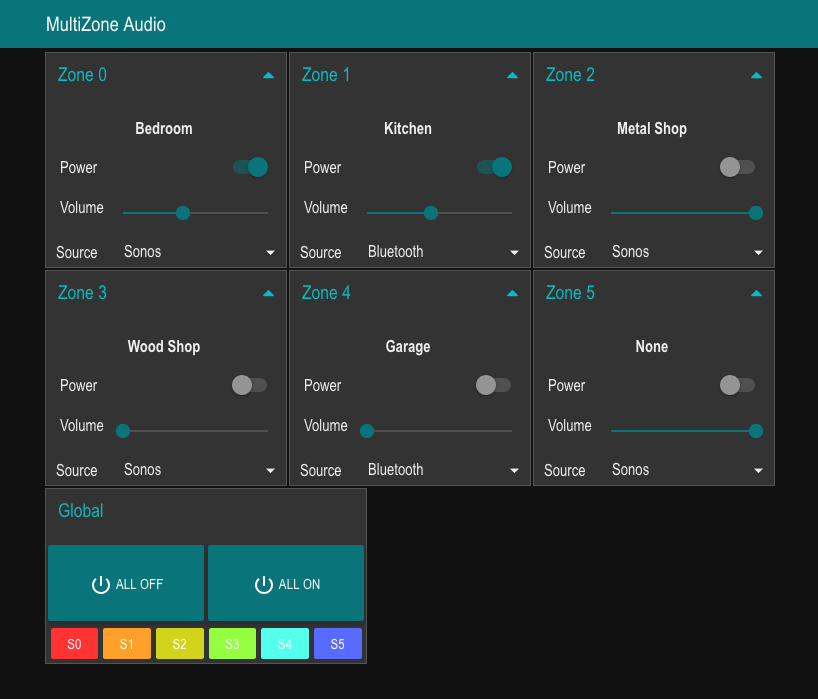 MultiZone Audio
Zone 0
Bedroom
Power
Volume
Source Sonos
Zone 1
Kitchen
Power
Volume
Source Bluetooth
Zone 2
Metal Shop
Power
Volume
Source Sonos
Zone 3
Wood Shop
Power
Volume
Source Sonos
Zone 4
Garage
Power
Volume
Source Bluetooth
Zone 5
None
Power
Volume
Source Sonos
Global
ALL OFF ALL ON
S0 S1 S2 S3 S4 S5